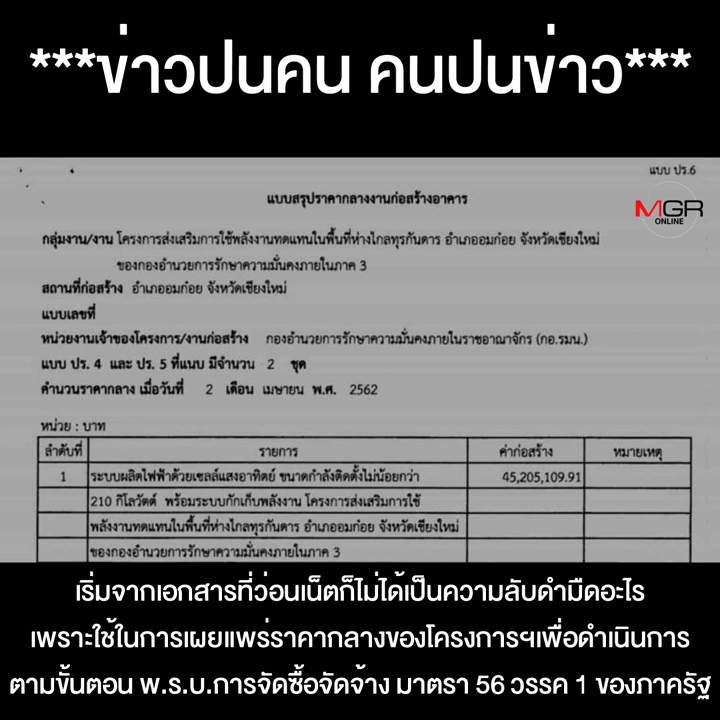 ***ข่าวปนคน คนปนข่าว***
แบบ ปร.6
แบบสรุปราคากลางงานก่อสร้างอาคาร
MGR
ONLINE
กลุ่มงาน/งาน โครงการส่งเสริมการใช้พลังงานทดแทนในพื้นที่ห่างไกลทุรกันดาร อำเภออมก๋อย จังหวัดเชียงใหม่
ของกองอำนวยการรักษาความมั่นคงภายในภาค 3
สถานที่ก่อสร้าง อำเภออมก๋อย จังหวัดเชียงใหม่
แบบเลขที่
หน่วยงานเจ้าของโครงการ/งานก่อสร้าง กองอำนวยการรักษาความมั่นคงภายในราชอาณาจักร (กอ.รมน.)
แบบ ปร. 4 และ ปร. 5 ที่แนบ มีจำนวน 2 ชุด
คำนวนราคากลาง เมื่อวันที่ 2 เดือน เมษายน พ.ศ. 2562
หน่วย : บาท
ลำดับที่ รายการ ค่าก่อสร้าง หมายเหตุ
1 ระบบผลิตไฟฟ้าด้วยเซลล์แสงอาทิตย์ ขนาดกำลังติดตั้งไม่น้อยกว่า 45,205,109.91
210 กิโลวัตต์ พร้อมระบบกักเก็บพลังงาน โครงการส่งเสริมการใช้
พลังงานทดแทนในพื้นที่ห่างไกลทุรกันดาร อำเภออมก๋อย จังหวัดเชียงใหม่
ของกองอำนวยการรักษาความมั่นคงภายในภาค 3
เริ่มจากเอกสารที่ว่อนเน็ตก็ไม่ได้เป็นความลับดำมืดอะไร
เพราะใช้ในการเผยแพร่ราคากลางของโครงการฯเพื่อดำเนินการ
ตามขั้นตอน พ.ร.บ.การจัดซื้อจัดจ้าง มาตรา 56 วรรค 1 ของภาครัฐ